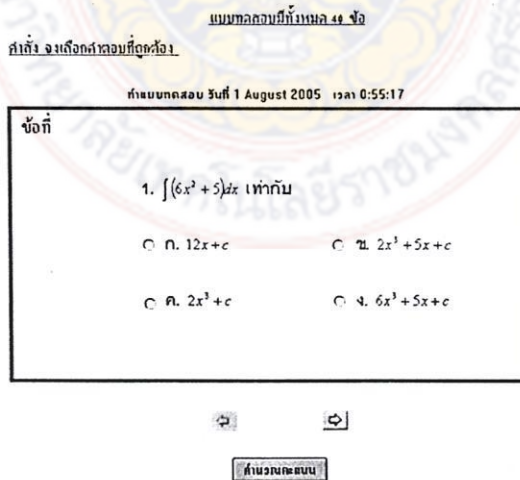 แบบทดสอบมีทั้งหมด 40 ข้อ
คำสั่ง จงเลือกคำตอบที่ถูกต้อง
ทำแบบทดสอบ วันที่ 1 August 2005 เวลา 0:55:17
ข้อที่
1. ∫(6x² + 5)dx เท่ากับ
ก. 12x + c ข. 2x³ + 5x + c
ค. 2x³ + c ง. 6x³ + 5x + c
คำนวณคะแนน